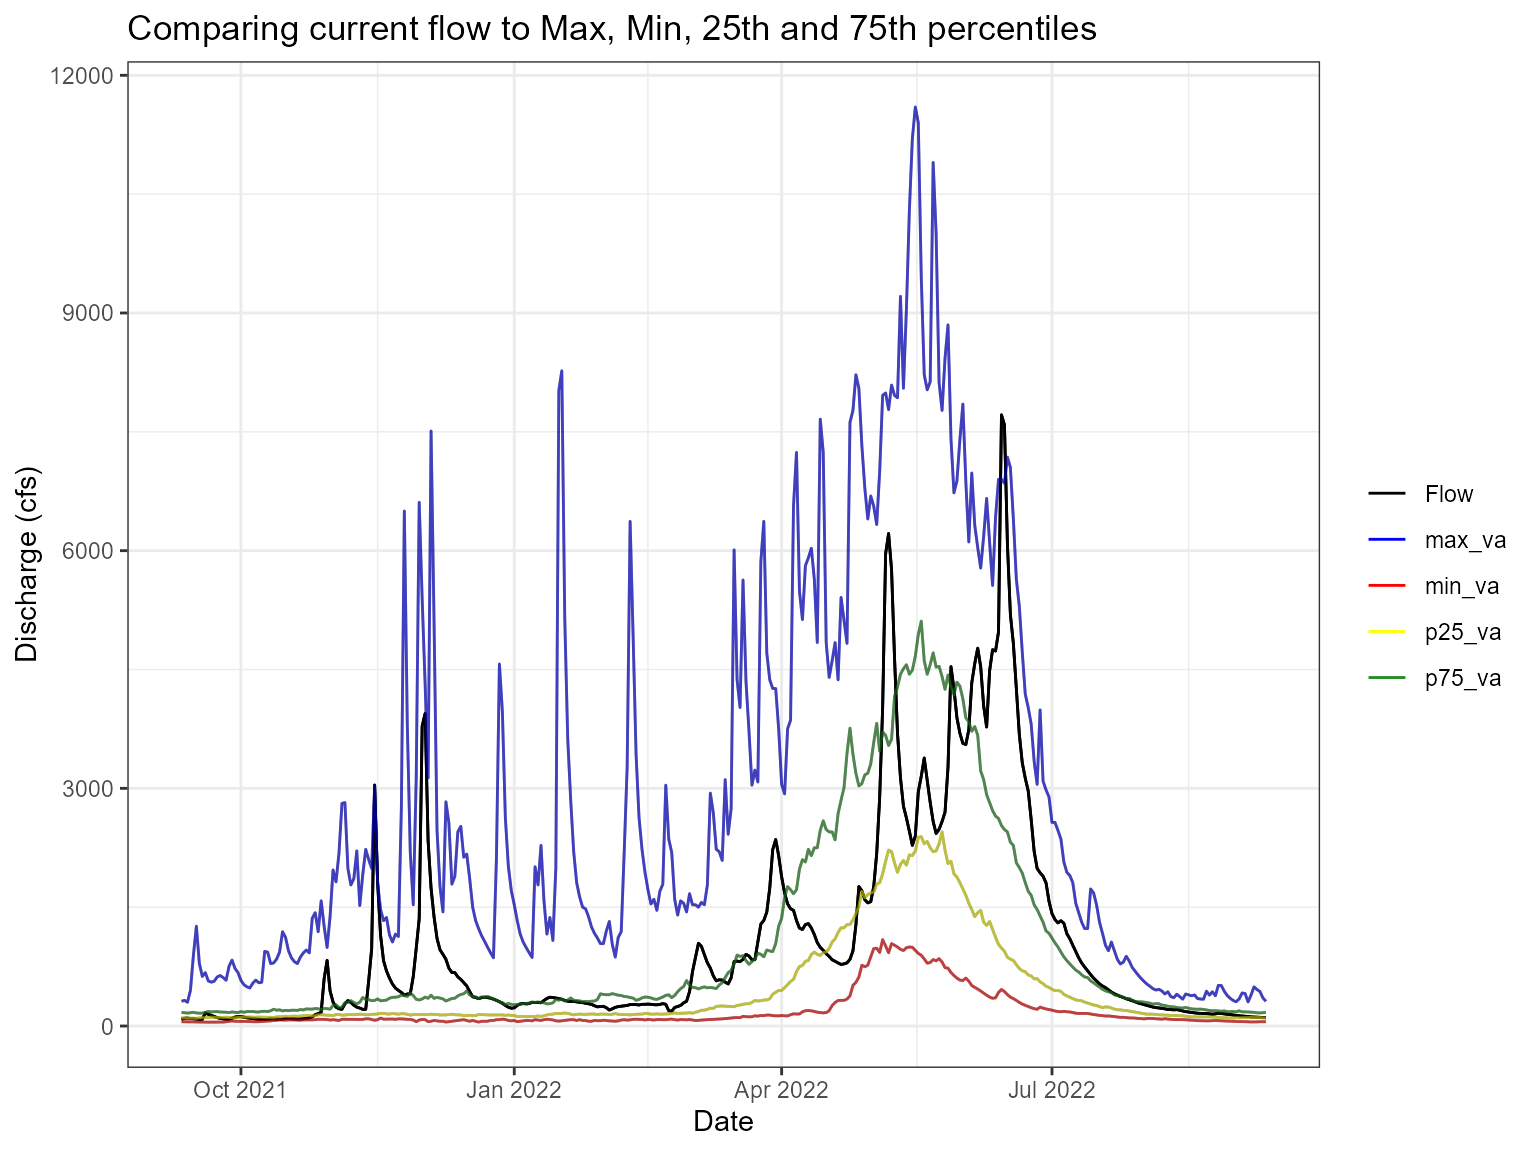 Comparing current flow to Max, Min, 25th and 75th percentiles
Discharge (cfs)
12000
9000
6000
3000
0
Oct 2021
Jan 2022
Apr 2022
Jul 2022
Date
Flow
max_va
min_va
p25_va
p75_va